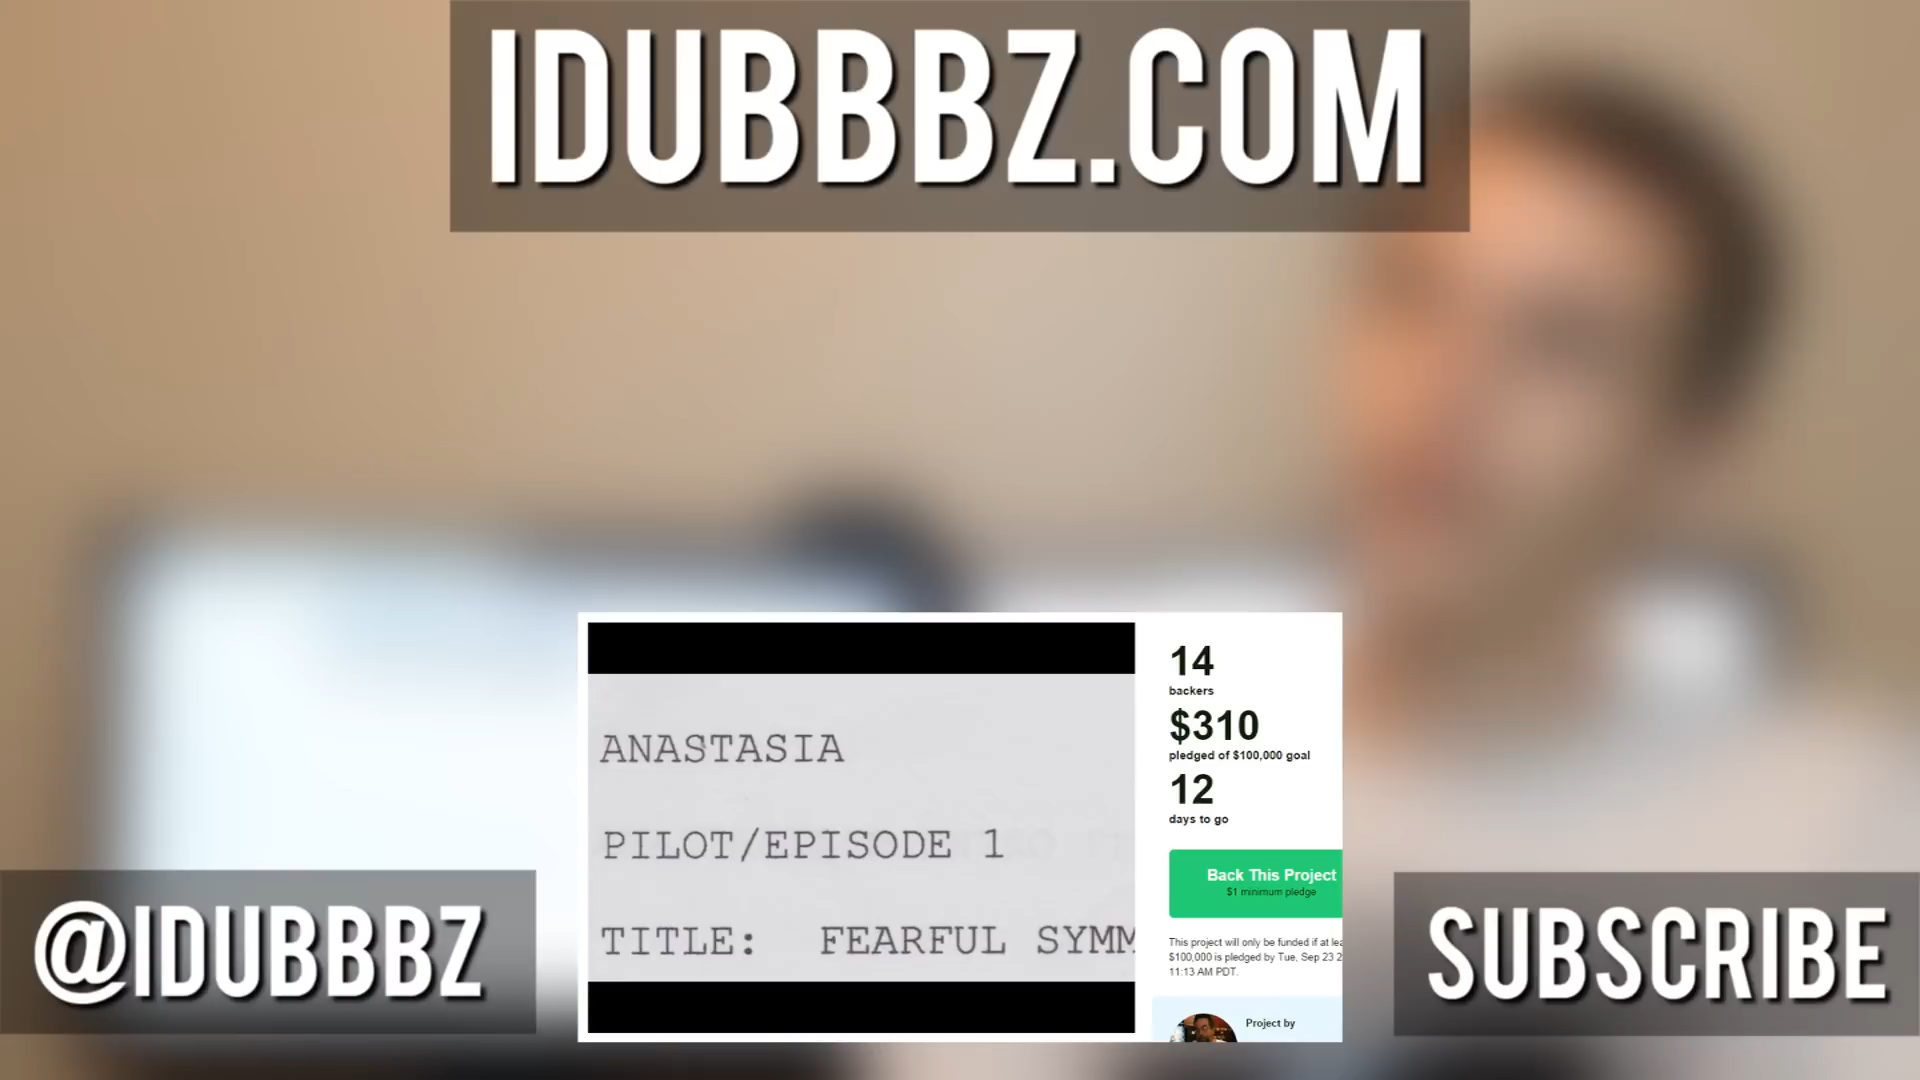 IDUBBBZ.COM
ANASTASIA
PILOT/EPISODE 1
TITLE: FEARFUL SYMM
14
backers
$310
pledged of $100,000 goal
12
days to go
Back This Project
$1 minimum pledge
This project will only be funded if at lea
$100,000 is pledged by Tue, Sep 23 2
11:13 AM PDT.
Project by
@IDUBBBZ
SUBSCRIBE